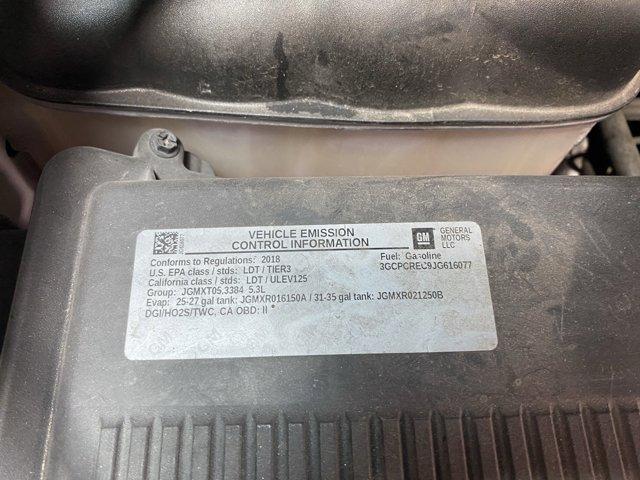 VEHICLE EMISSION
CONTROL INFORMATION
GM
GENERAL
MOTORS
LLC
Conforms to Regulations: 2018
Fuel: Gasoline
U.S. EPA class / stds: LDT / TIER3
3GCPCREC9JG616077
California class / stds: LDT / ULEV125
Group: JGMXT05.3384 5.3L
Evap: 25-27 gal tank: JGMXR016150A / 31-35 gal tank: JGMXR021250B
DGI/HO2S/TWC, CA OBD: II